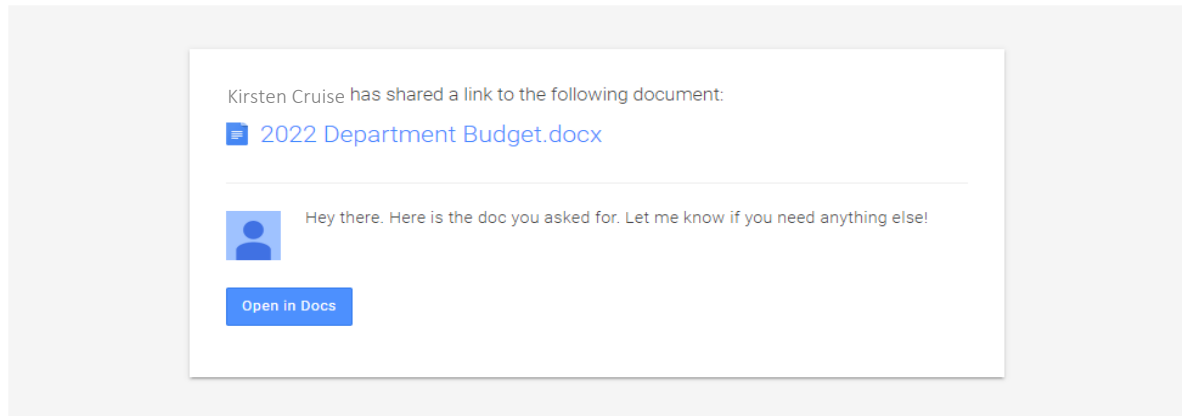 Kirsten Cruise has shared a link to the following document:
2022 Department Budget.docx
Hey there. Here is the doc you asked for. Let me know if you need anything else!
Open in Docs